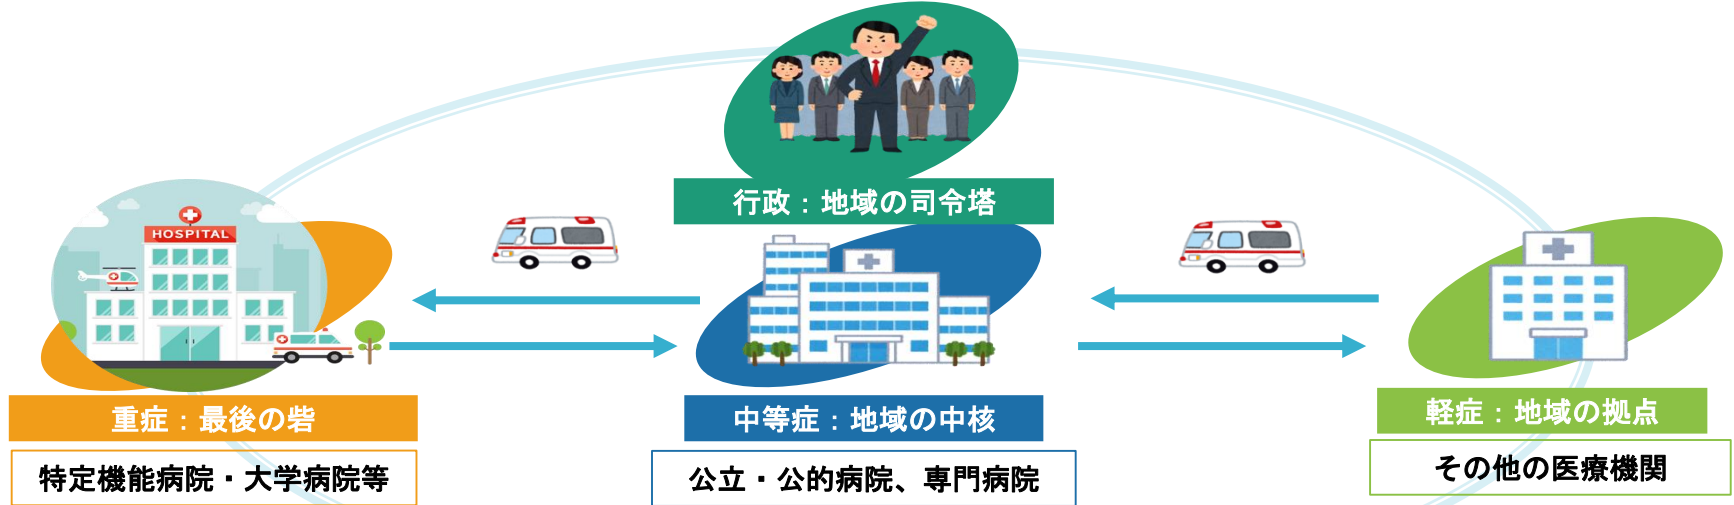 行政：地域の司令塔
HOSPITAL
重症：最後の砦
特定機能病院・大学病院等
中等症：地域の中核
公立・公的病院、専門病院
軽症：地域の拠点
その他の医療機関